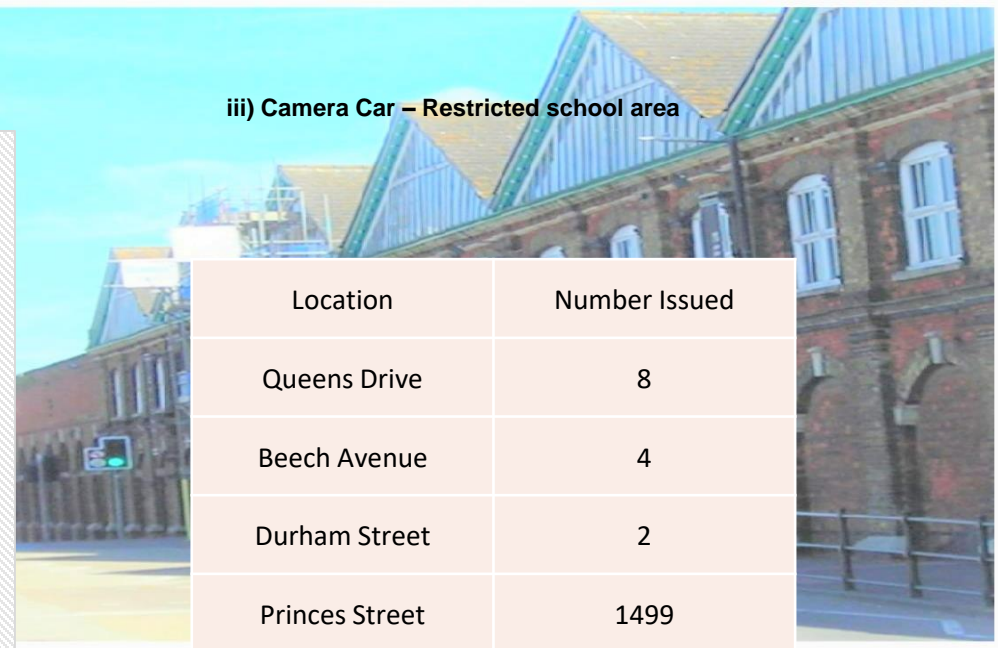 iii) Camera Car – Restricted school area
Location Number Issued
Queens Drive 8
Beech Avenue 4
Durham Street 2
Princes Street 1499